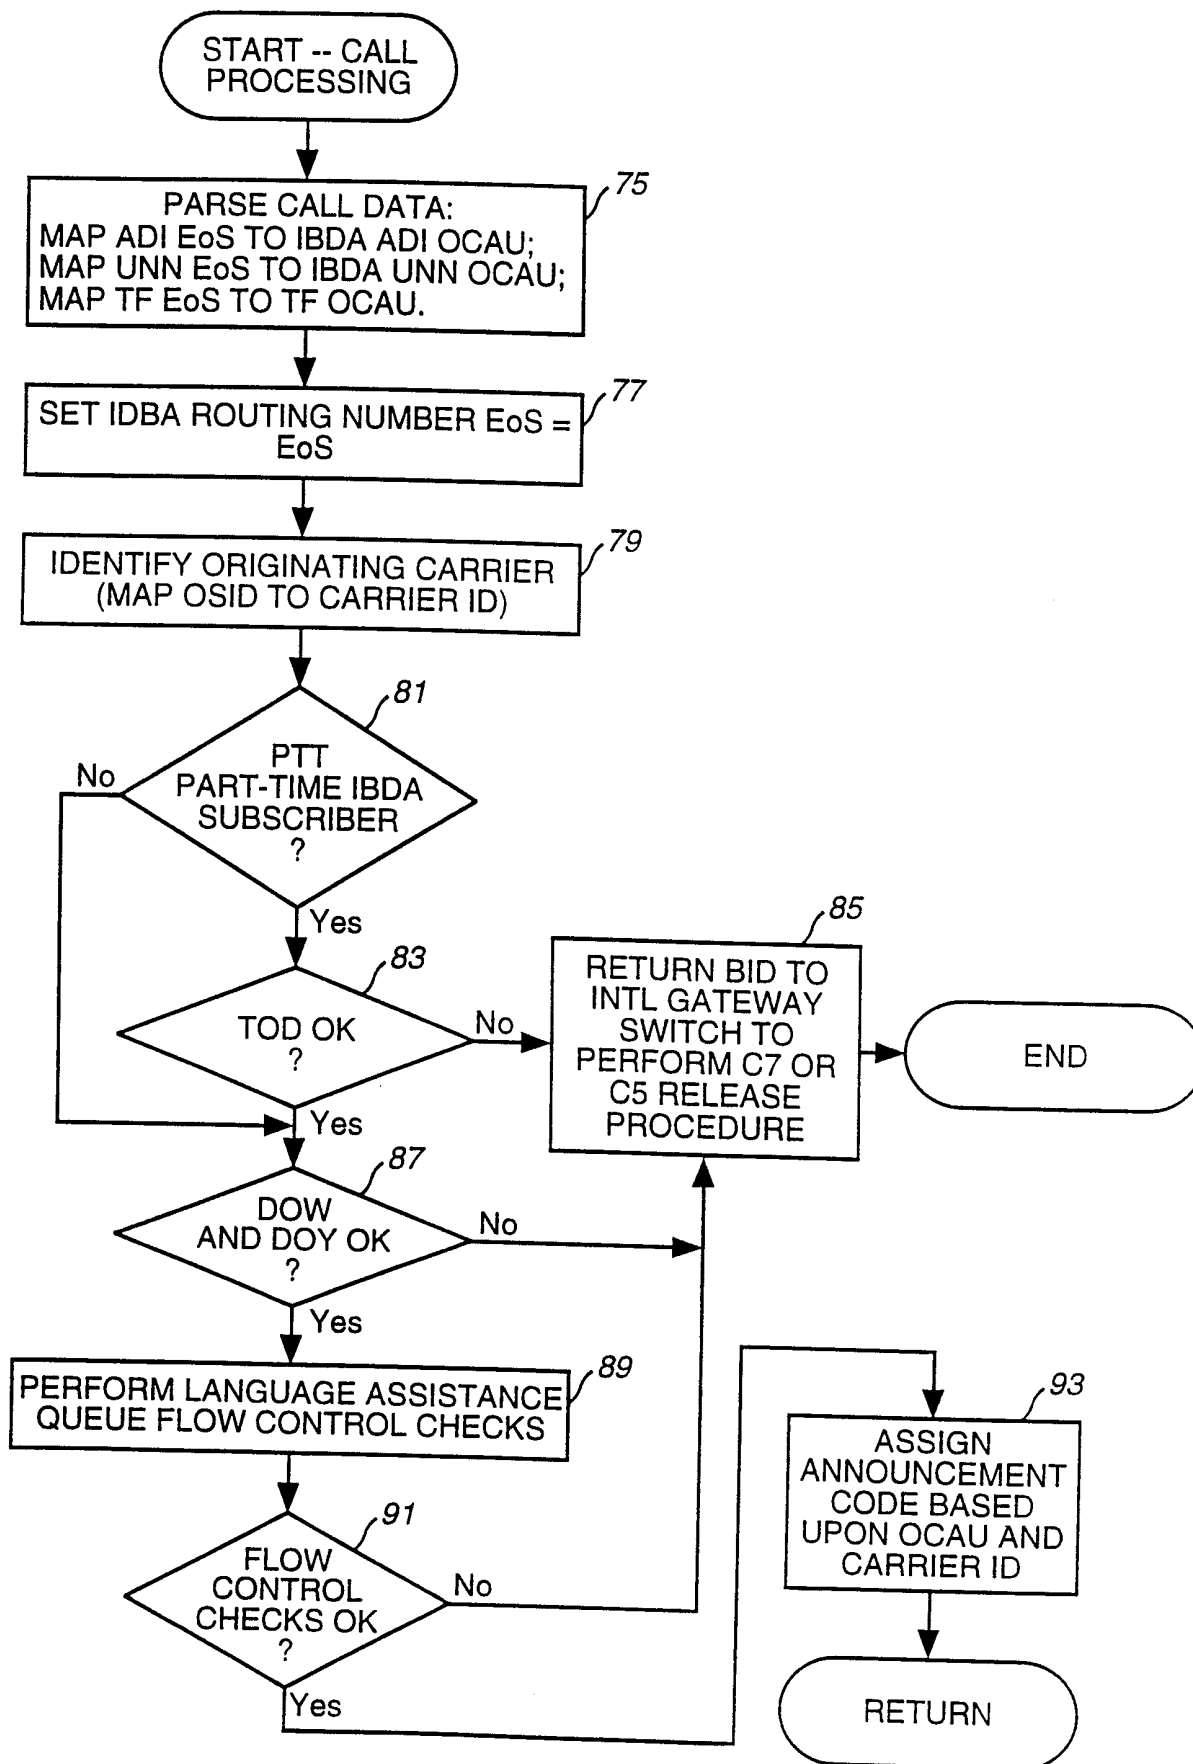 START -- CALL
PROCESSING
75
PARSE CALL DATA:
MAP ADI EoS TO IBDA ADI OCAU;
MAP UNN EoS TO IBDA UNN OCAU;
MAP TF EoS TO TF OCAU.
77
SET IDBA ROUTING NUMBER EoS =
EoS
79
IDENTIFY ORIGINATING CARRIER
(MAP OSID TO CARRIER ID)
81
PTT
PART-TIME IBDA
SUBSCRIBER
?
No
Yes
83
TOD OK
?
No
Yes
85
RETURN BID TO
INTL GATEWAY
SWITCH TO
PERFORM C7 OR
C5 RELEASE
PROCEDURE
END
87
DOW
AND DOY OK
?
No
Yes
89
PERFORM LANGUAGE ASSISTANCE
QUEUE FLOW CONTROL CHECKS
91
FLOW
CONTROL
CHECKS OK
?
No
Yes
93
ASSIGN
ANNOUNCEMENT
CODE BASED
UPON OCAU AND
CARRIER ID
RETURN